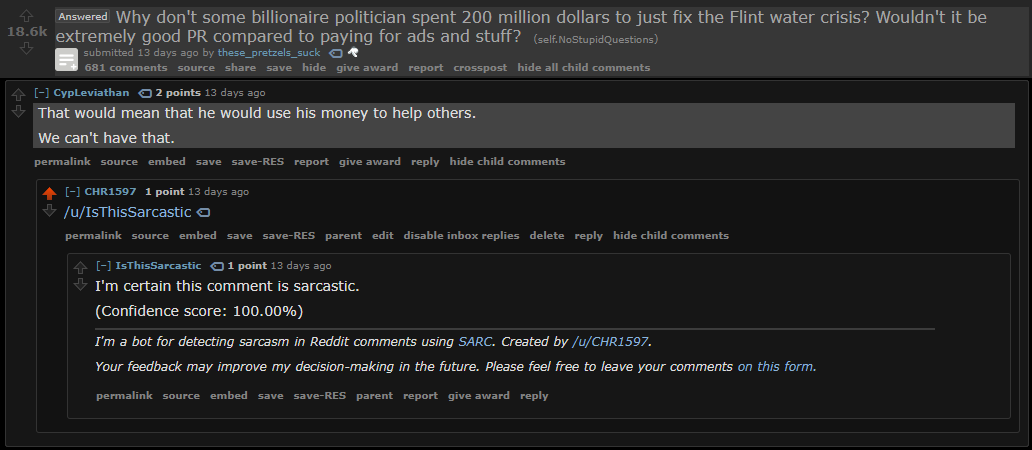 Answered Why don't some billionaire politician spent 200 million dollars to just fix the Flint water crisis? Wouldn't it be
18.6k
extremely good PR compared to paying for ads and stuff? (self.NoStupidQuestions)
submitted 13 days ago by these_pretzels_suck
681 comments source share save hide give award report crosspost hide all child comments
[–] CypLeviathan 2 points 13 days ago
That would mean that he would use his money to help others.
We can't have that.
permalink source embed save save-RES report give award reply hide child comments
[–] CHR1597 1 point 13 days ago
/u/IsThisSarcastic
permalink source embed save save-RES parent edit disable inbox replies delete reply hide child comments
[–] IsThisSarcastic 1 point 13 days ago
I'm certain this comment is sarcastic.
(Confidence score: 100.00%)
I'm a bot for detecting sarcasm in Reddit comments using SARC. Created by /u/CHR1597.
Your feedback may improve my decision-making in the future. Please feel free to leave your comments on this form.
permalink source embed save save-RES parent report give award reply